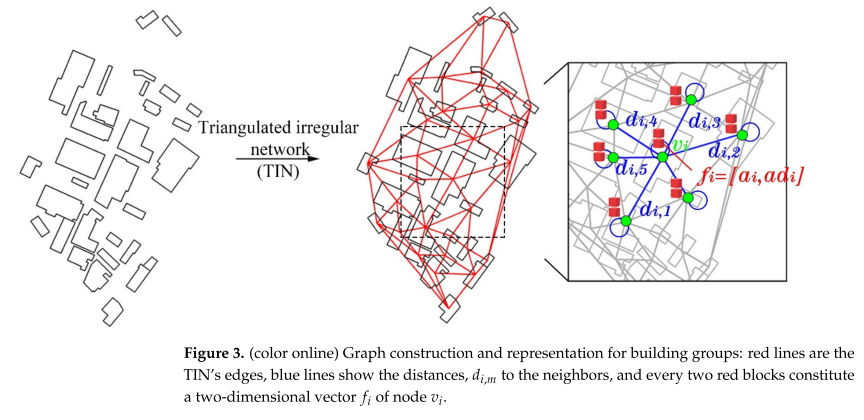 Triangulated irregular
network
(TIN)
di,4
di,3
vi
di,2
di,5
fi=[ai,adi]
di,1
Figure 3. (color online) Graph construction and representation for building groups: red lines are the
TIN's edges, blue lines show the distances, di,m to the neighbors, and every two red blocks constitute
a two-dimensional vector fi of node vi.